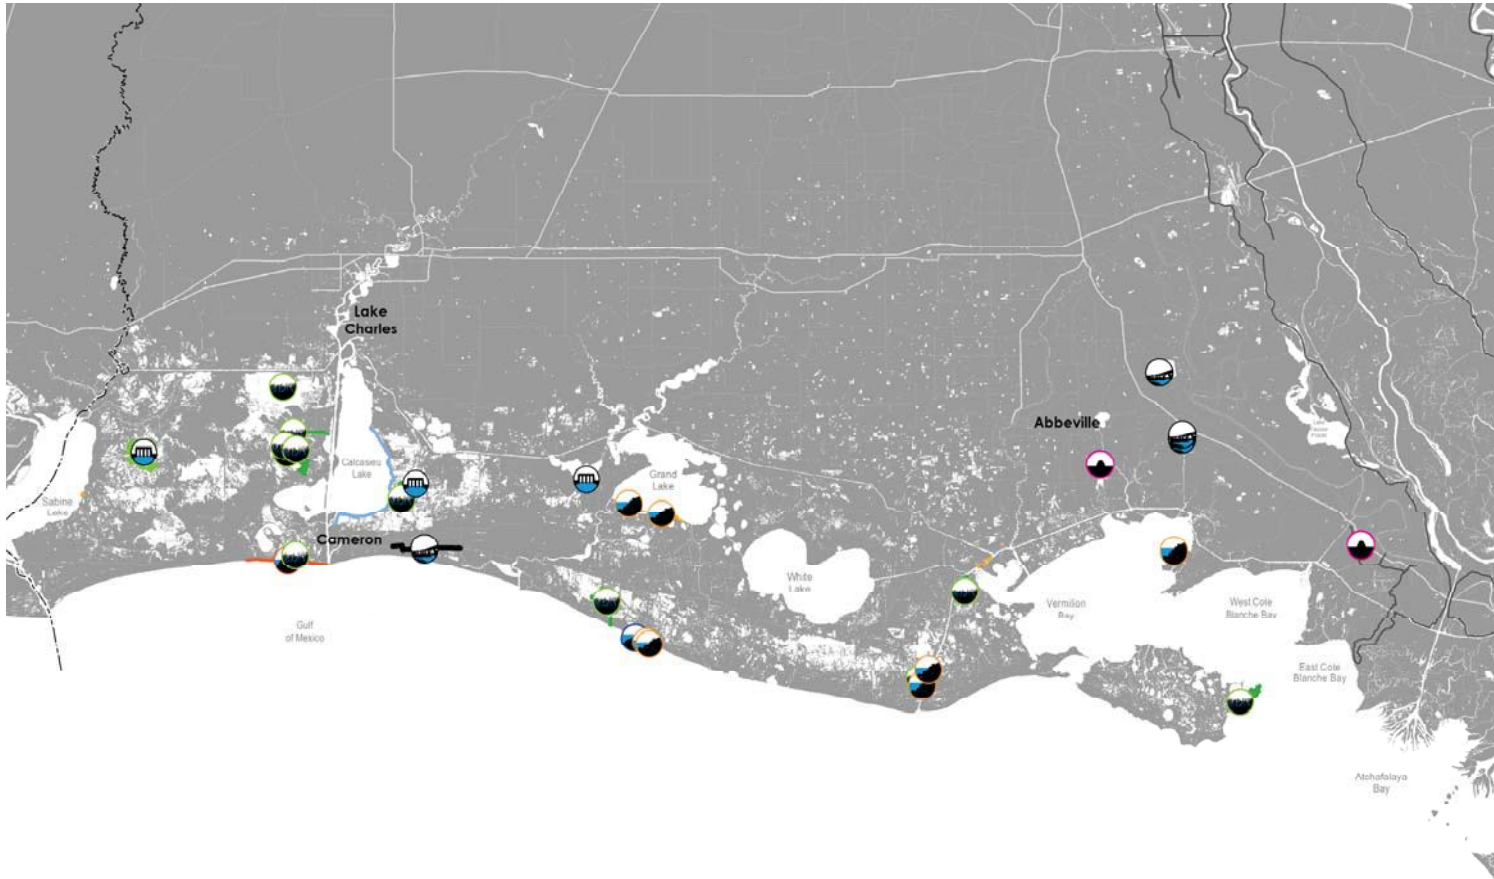 Lake
Charles
Abbeville
Calcasieu
Lake
Grand
Lake
Sabine
Lake
Cameron
White
Lake
Vermilion
Bay
West Cote
Blanche Bay
Gulf
of Mexico
East Cote
Blanche Bay
Atchafalaya
Bay